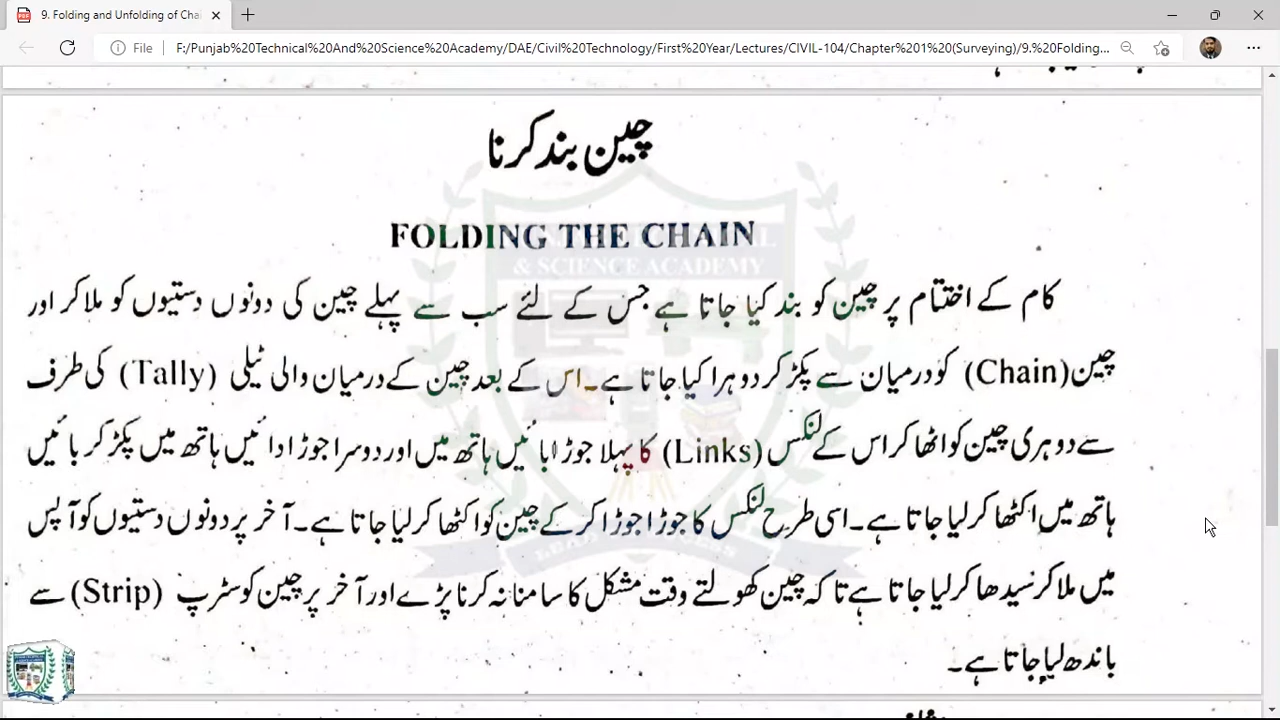 9. Folding and Unfolding of Chai
File
F:/Punjab%20Technical%20And%20Science%20Academy/DAE/Civil%20Technology/First%20Year/Lectures/CIVIL-104/Chapter%201%20(Surveying)/9.%20Folding...
چین بند کرنا
FOLDING THE CHAIN
& SCIENCE ACADEMY
کام کے اختتام پر چین کو بند کیا جاتا ہے جس کے لئے سب سے پہلے چین کی دونوں دستیوں کو ملا کر اور
چین (Chain) کو درمیان سے پکڑ کر دوہرا کیا جاتا ہے۔ اس کے بعد چین کے درمیان والی ٹیلی (Tally) کی طرف
سے دوہری چین کو اٹھا کر اس کے لنکس (Links) کا پہلا جوڑا بائیں ہاتھ میں اور دوسرا جوڑا دائیں ہاتھ میں پکڑ کر بائیں
ہاتھ میں اکٹھا کر لیا جاتا ہے۔ اسی طرح لنکس کا جوڑا جوڑا کر کے چین کو اکٹھا کر لیا جاتا ہے۔ آخر پر دونوں دستیوں کو آپس
میں ملا کر سیدھا کر لیا جاتا ہے تاکہ چین کھولتے وقت مشکل کا سامنا نہ کرنا پڑے اور آخر پر چین کو سٹرپ (Strip) سے
باندھ لیا جاتا ہے۔